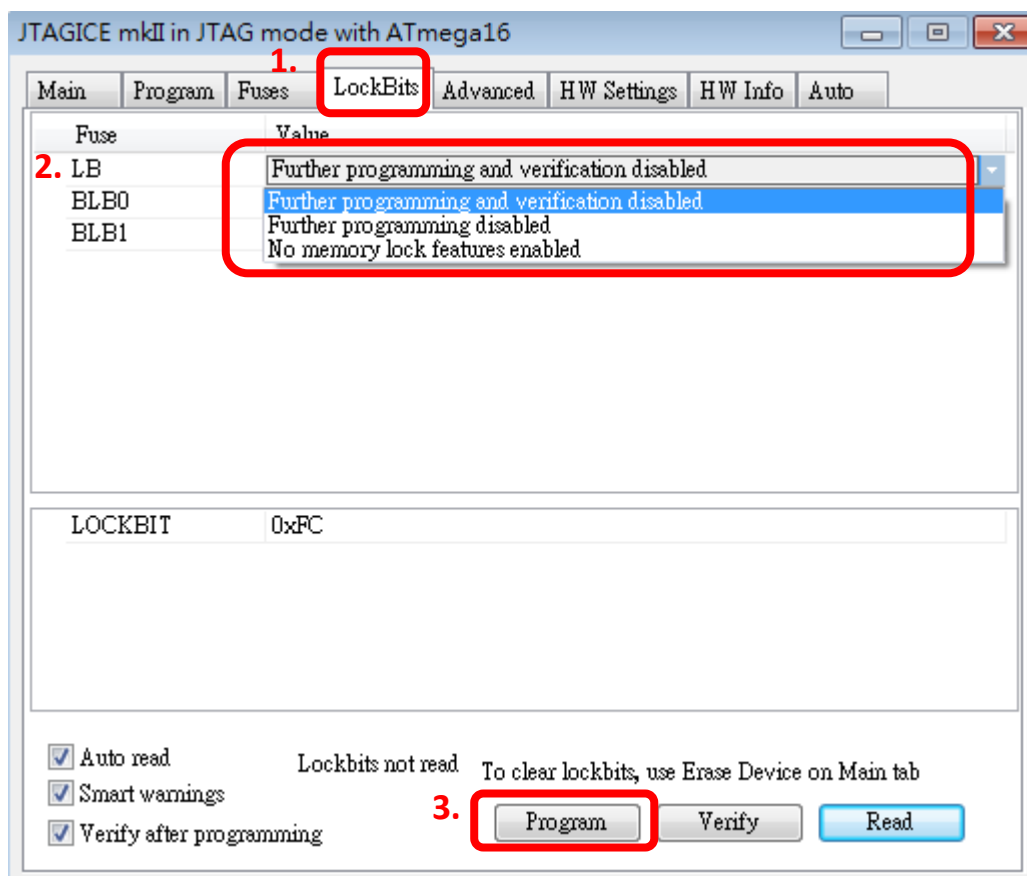 JTAGICE mkII in JTAG mode with ATmega16
1.
Main Program Fuses LockBits Advanced HW Settings HW Info Auto
Fuse Value
2. LB Further programming and verification disabled
BLB0 Further programming and verification disabled
BLB1 Further programming disabled
No memory lock features enabled
LOCKBIT 0xFC
Auto read Lockbits not read To clear lockbits, use Erase Device on Main tab
Smart warnings
3. Program Verify Read
Verify after programming